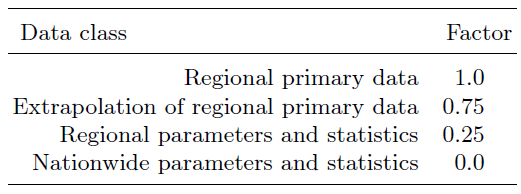 Data class Factor
Regional primary data 1.0
Extrapolation of regional primary data 0.75
Regional parameters and statistics 0.25
Nationwide parameters and statistics 0.0